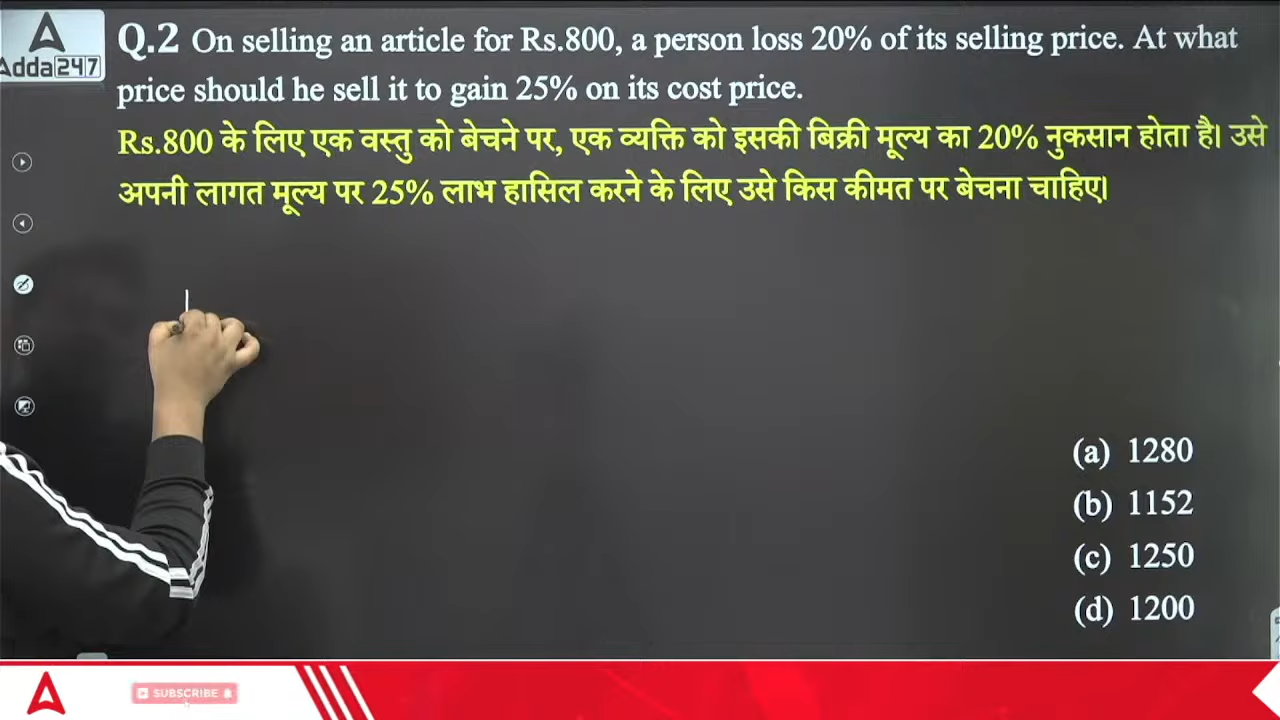 Adda247
Q.2 On selling an article for Rs.800, a person loss 20% of its selling price. At what
price should he sell it to gain 25% on its cost price.
Rs.800 के लिए एक वस्तु को बेचने पर, एक व्यक्ति को इसकी बिक्री मूल्य का 20% नुकसान होता है। उसे
अपनी लागत मूल्य पर 25% लाभ हासिल करने के लिए उसे किस कीमत पर बेचना चाहिए।
(a) 1280
(b) 1152
(c) 1250
(d) 1200
SUBSCRIBE